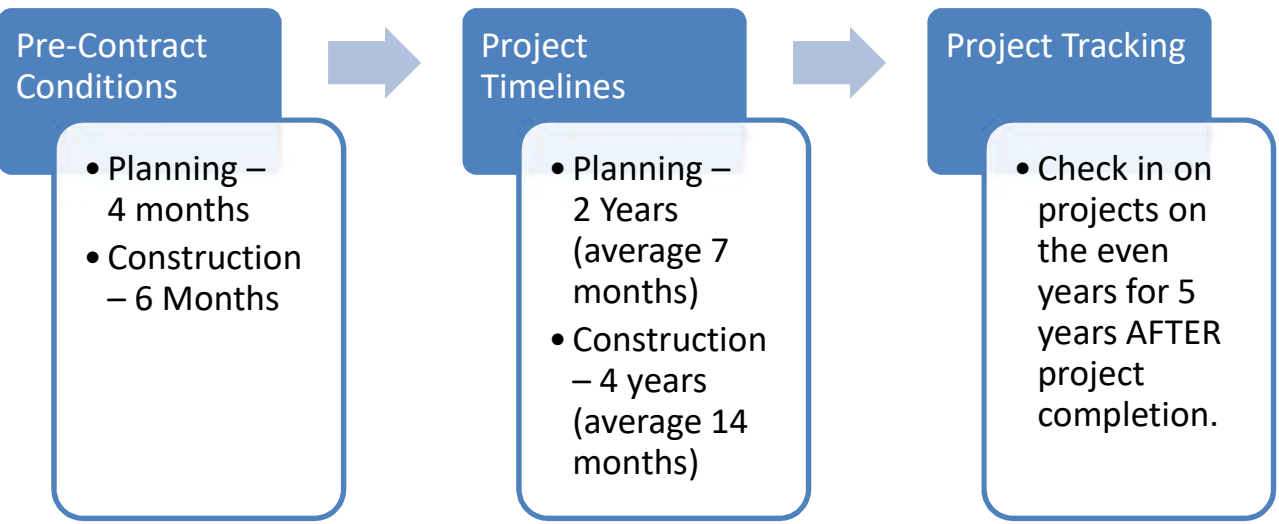 Pre-Contract
Conditions
• Planning –
4 months
• Construction
– 6 Months
Project
Timelines
• Planning –
2 Years
(average 7
months)
• Construction
– 4 years
(average 14
months)
Project Tracking
• Check in on
projects on
the even
years for 5
years AFTER
project
completion.